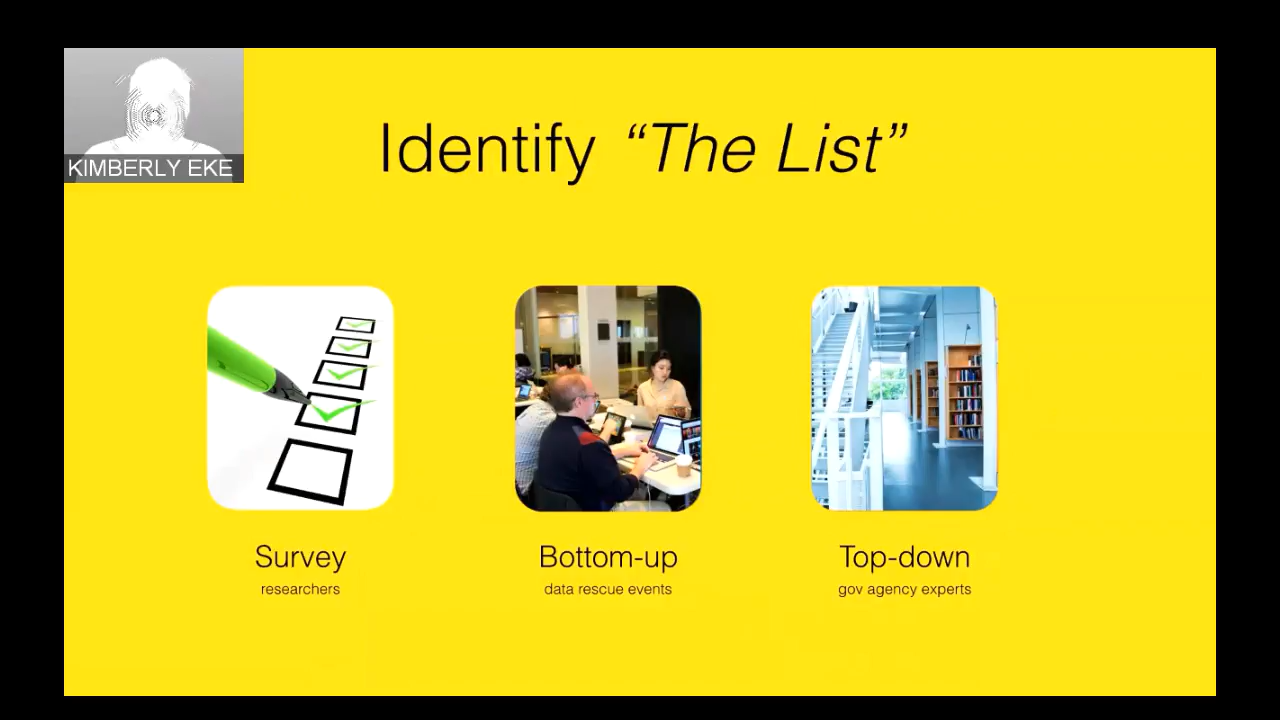 KIMBERLY EKE
Identify “The List”
Survey
researchers
Bottom-up
data rescue events
Top-down
gov agency experts